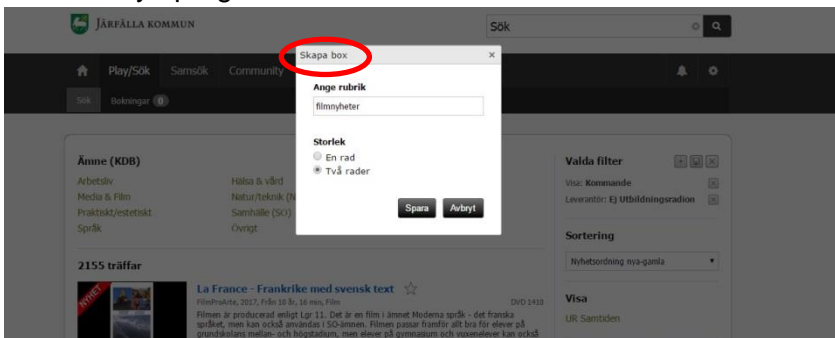 JÄRFÄLLA KOMMUN
Sök
Skapa box ×
Play/Sök Samsök Community
Ange rubrik
filmnyheter
Sök Bokningar 0
Storlek
En rad
Två rader
Spara Avbryt
Ämne (KDB)
Arbetsliv Hälsa & vård
Media & Film Natur/teknik (N
Praktiskt/estetiskt Samhälle (SO)
Språk Övrigt
Valda filter
Visa: Kommande
Leverantör: Ej Utbildningsradion
Sortering
Nyhetsordning nya-gamla
2155 träffar
NYHET
La France - Frankrike med svensk text
FilmProArte, 2017, Från 10 år, 16 min, Film DVD 1410
Filmen är producerad enligt Lgr 11. Det är en film i ämnet Moderna språk - det franska
språket, men kan också användas i SO-ämnen. Filmen passar framför allt bra för elever på
grundskolans mellan- och högstadium, men elever på gymnasium och vuxenelever kan också
Visa
UR Samtiden